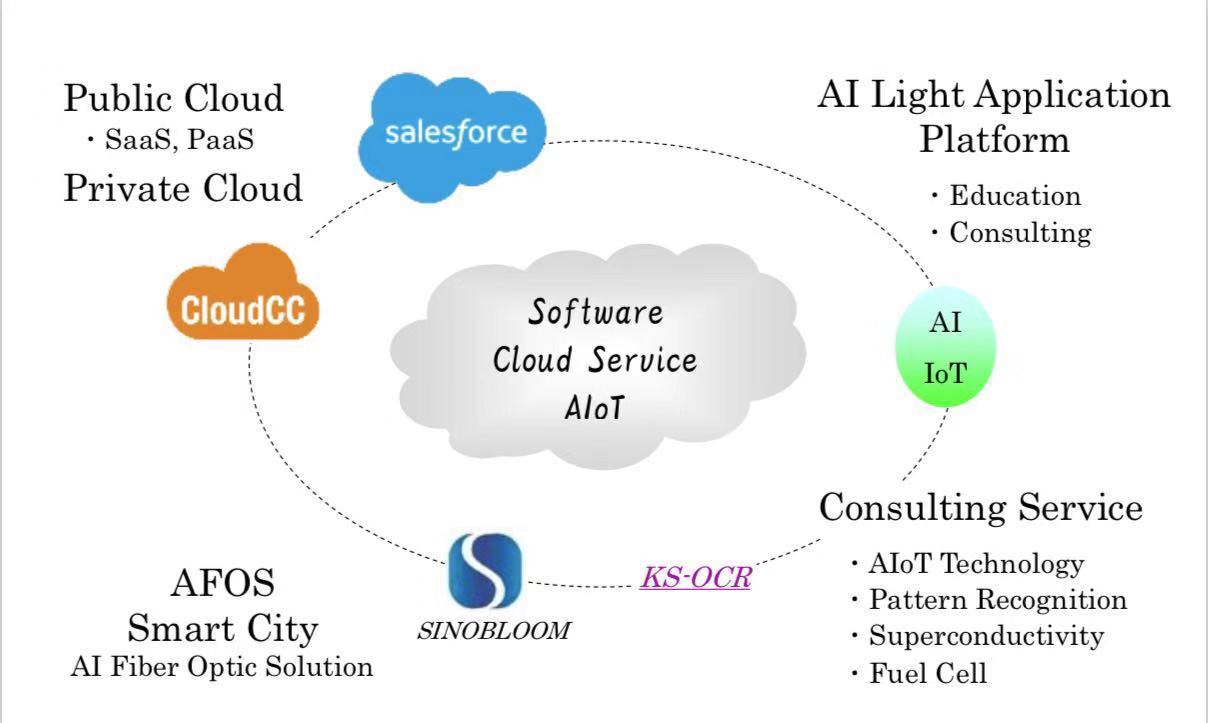 Public Cloud
・SaaS, PaaS
Private Cloud
salesforce
AI Light Application
Platform
・Education
・Consulting
CloudCC
Software
Cloud Service
AIoT
AI
IoT
Consulting Service
・AIoT Technology
・Pattern Recognition
・Superconductivity
・Fuel Cell
AFOS
Smart City
AI Fiber Optic Solution
SINOBLOOM
KS-OCR